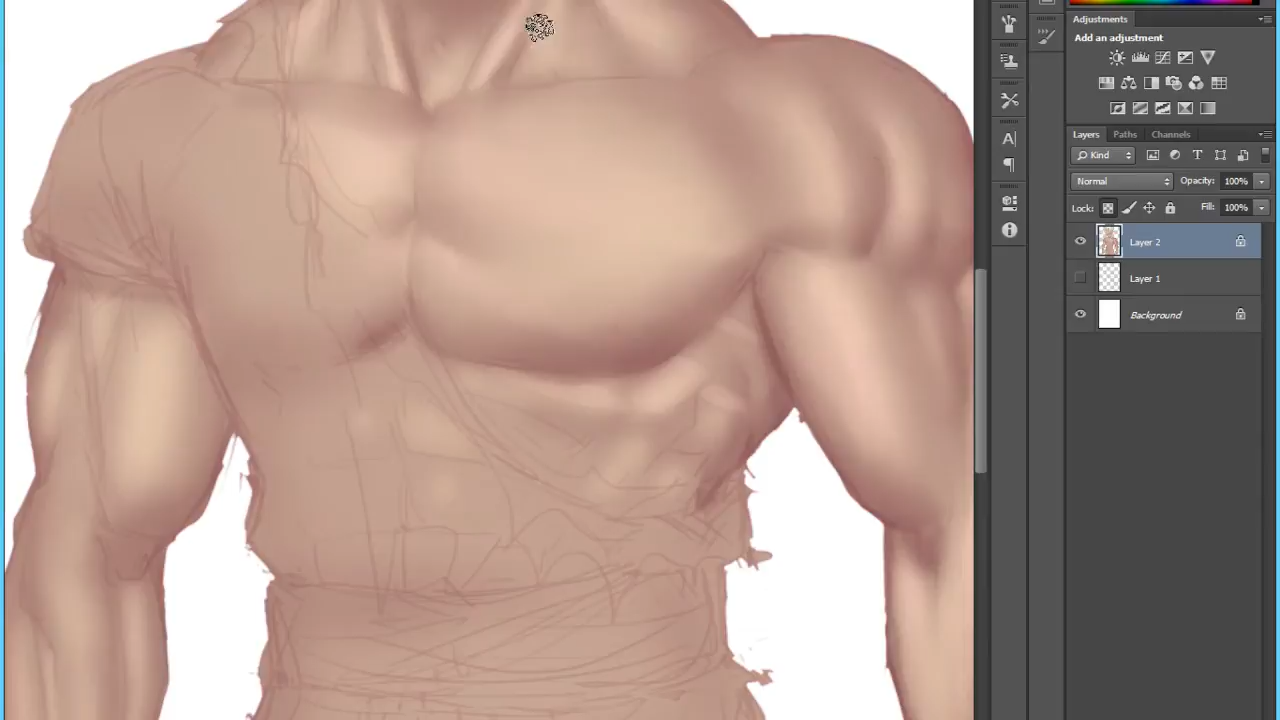 Adjustments
Add an adjustment
Layers Paths Channels
Kind
Normal Opacity: 100%
Lock: Fill: 100%
Layer 2
Layer 1
Background